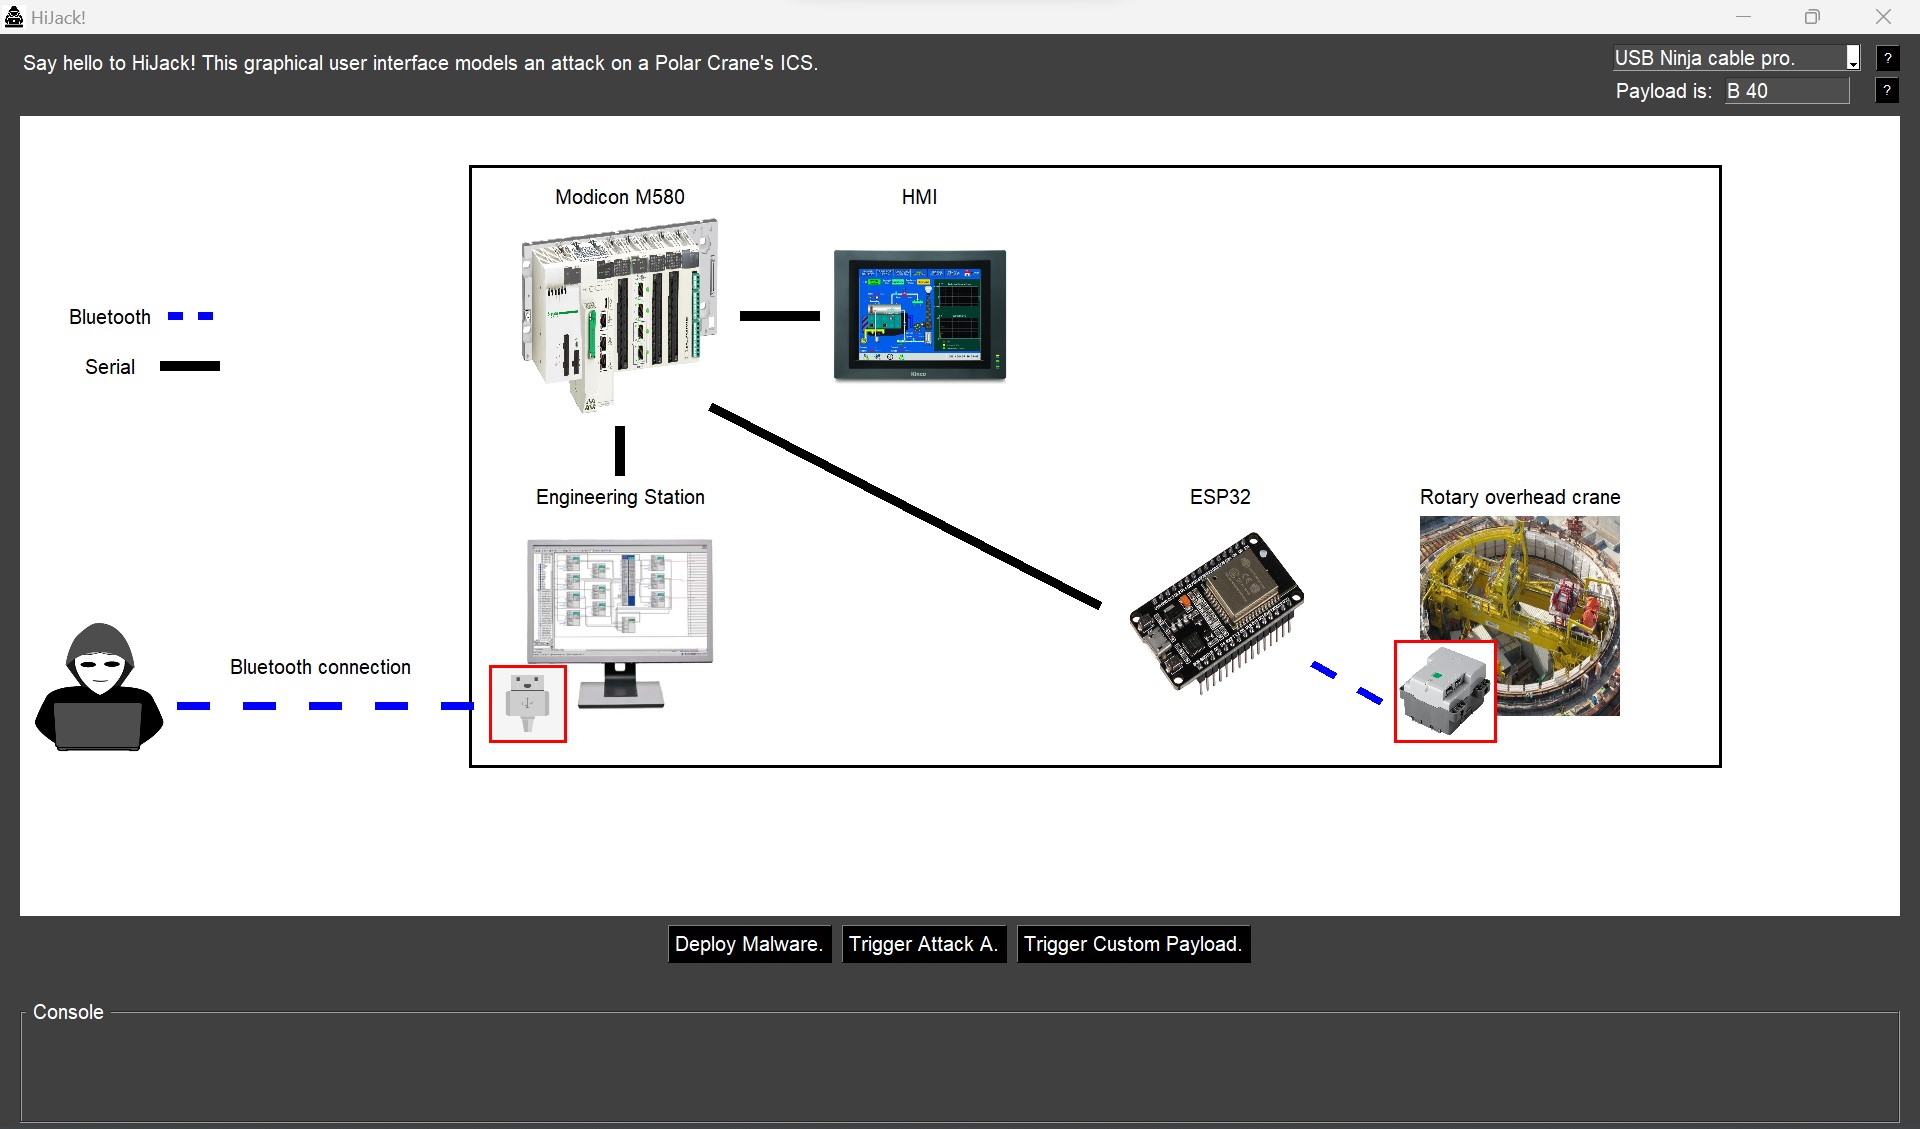 HiJack!
Say hello to HiJack! This graphical user interface models an attack on a Polar Crane's ICS.
USB Ninja cable pro.
?
Payload is: B 40
?
Modicon M580
HMI
Bluetooth
Serial
Kinco
Engineering Station
ESP32
Rotary overhead crane
Bluetooth connection
Deploy Malware.
Trigger Attack A.
Trigger Custom Payload.
Console